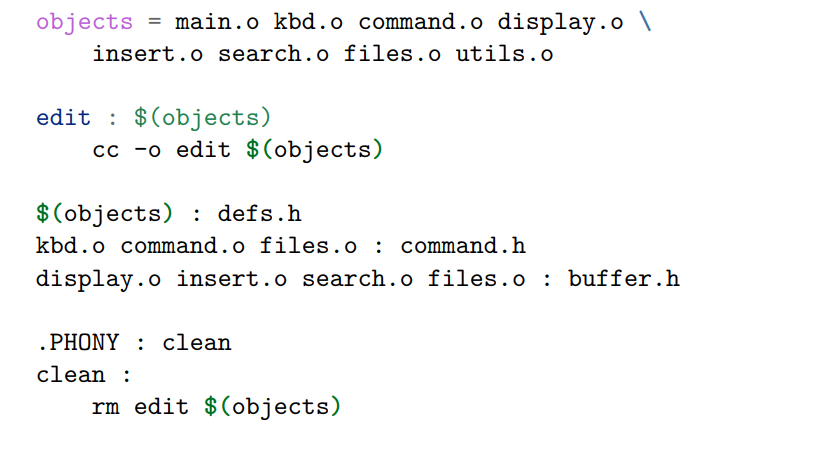 objects = main.o kbd.o command.o display.o \
    insert.o search.o files.o utils.o

edit : $(objects)
    cc -o edit $(objects)

$(objects) : defs.h
kbd.o command.o files.o : command.h
display.o insert.o search.o files.o : buffer.h

.PHONY : clean
clean :
    rm edit $(objects)